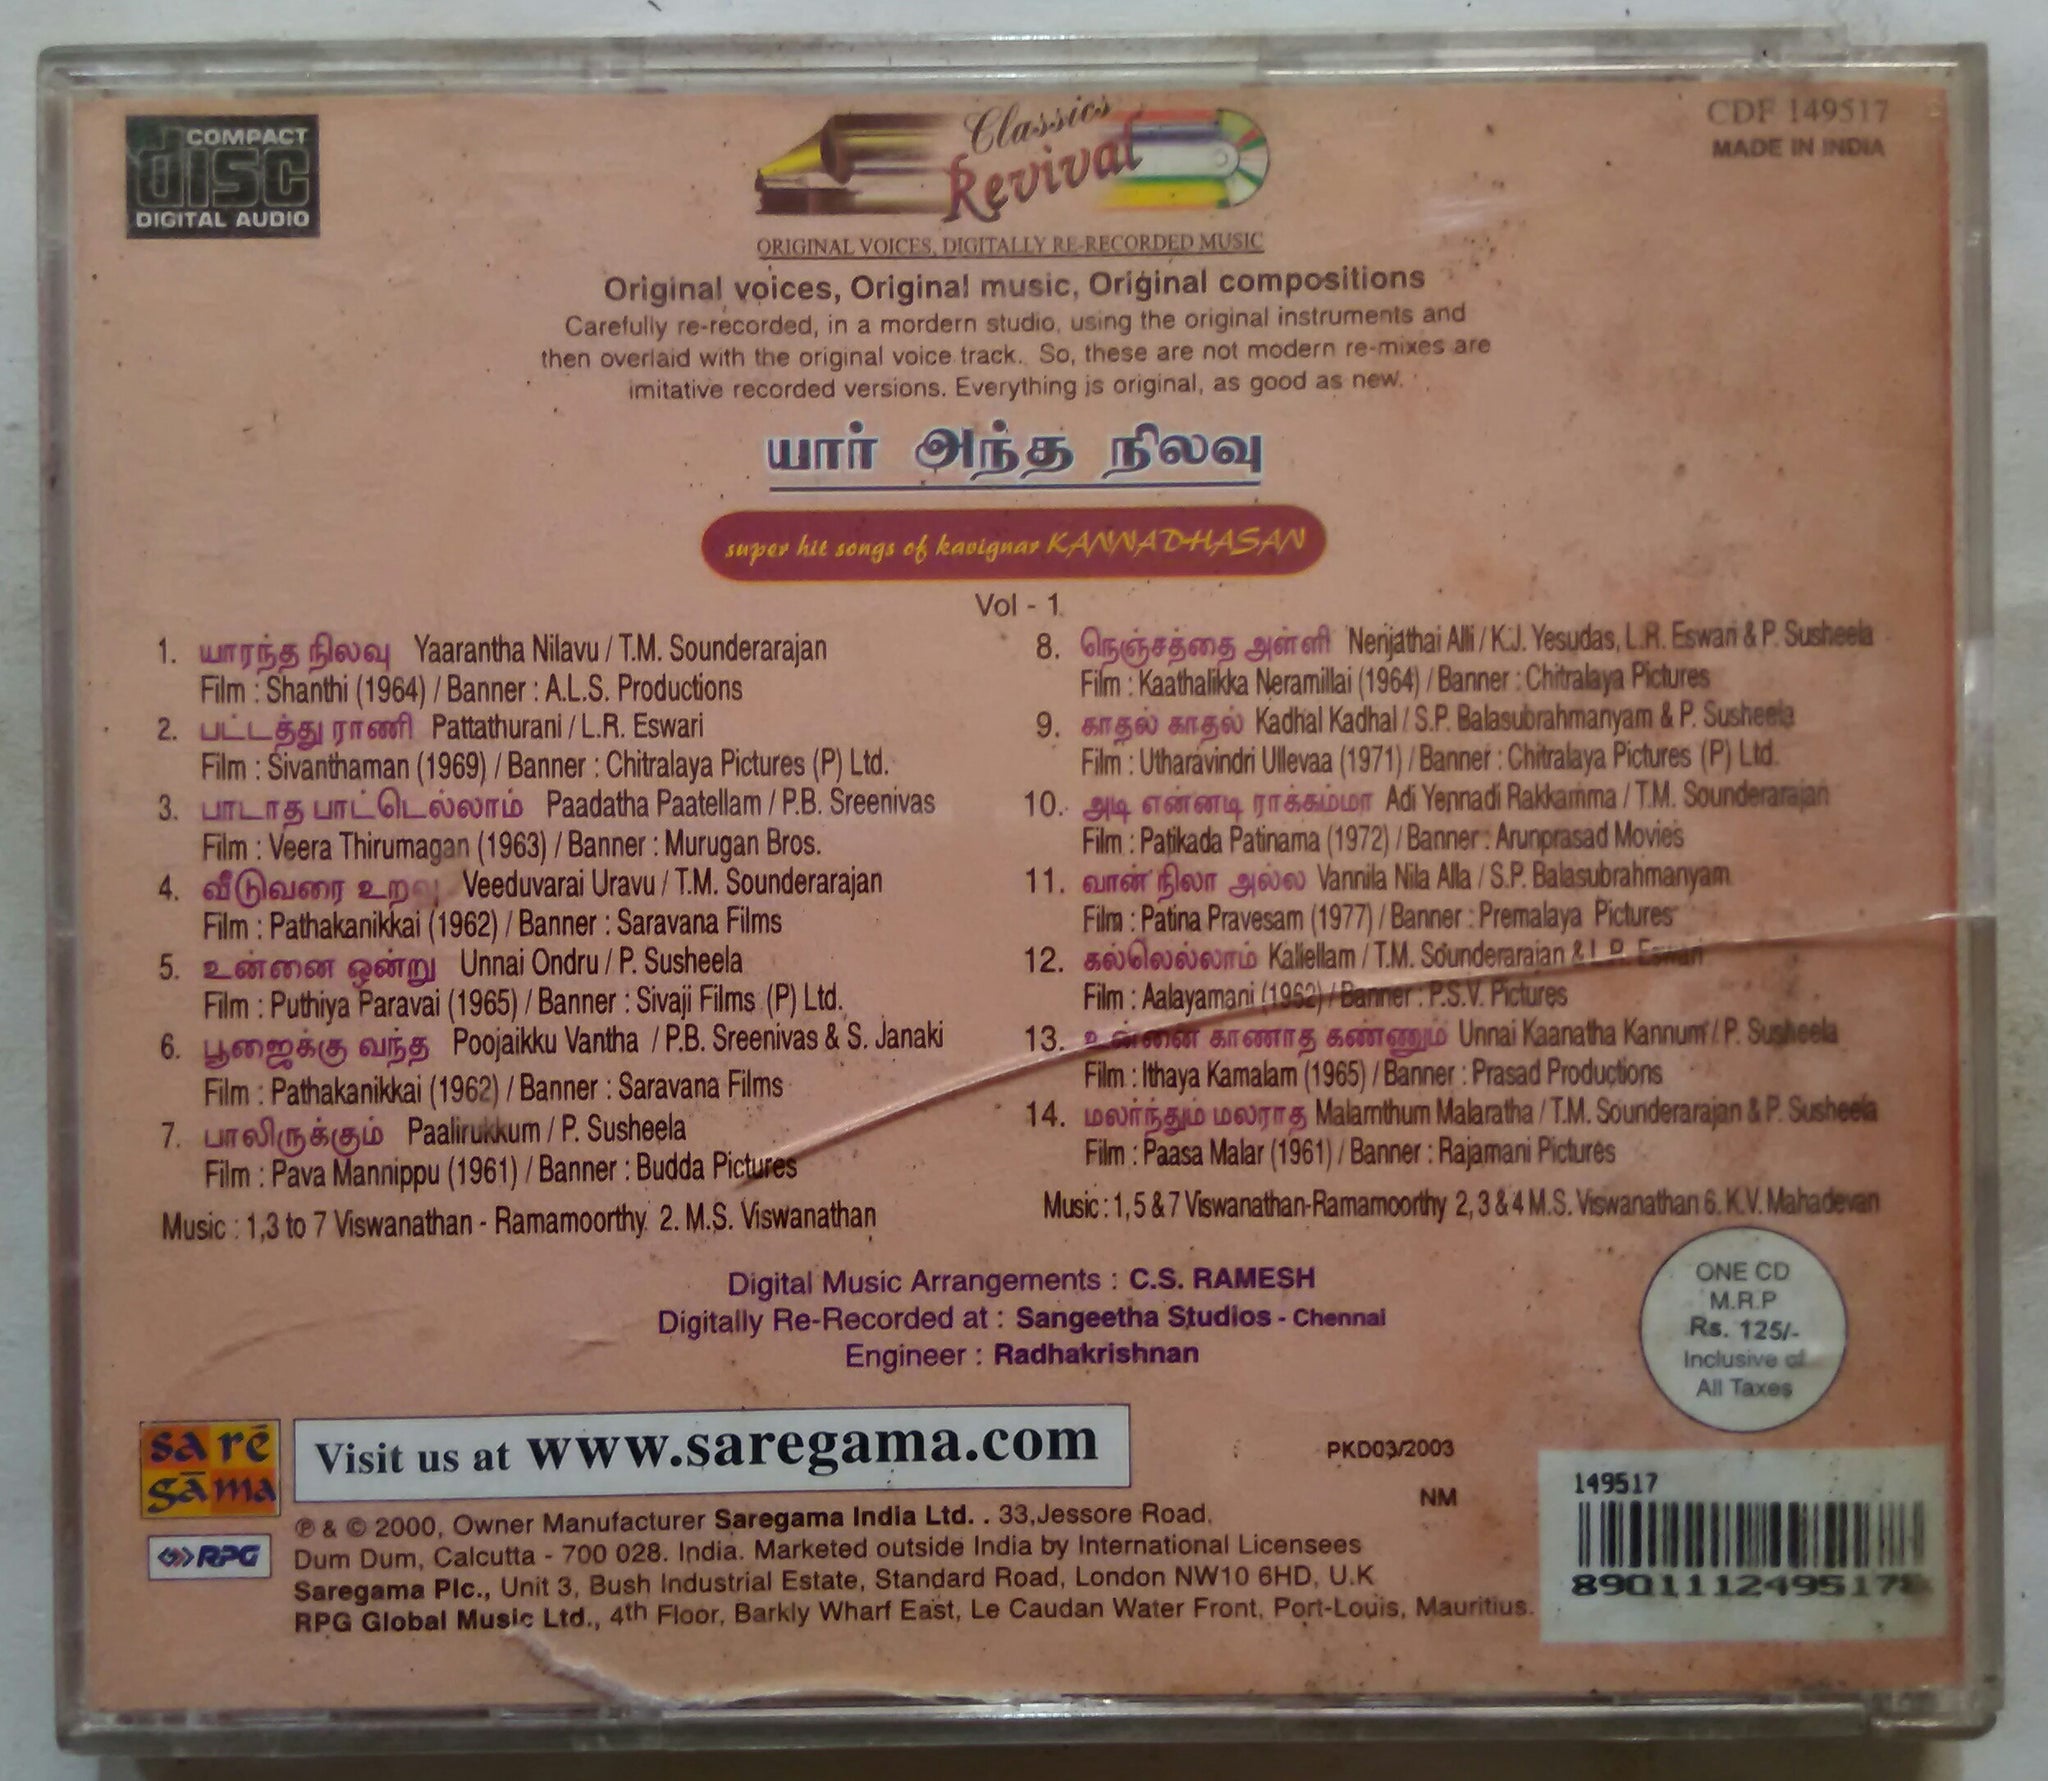 COMPACT
disc
DIGITAL AUDIO
Classics
Revival
CDF 149517
MADE IN INDIA
ORIGINAL VOICES, DIGITALLY RE-RECORDED MUSIC
Original voices, Original music, Original compositions
Carefully re-recorded, in a mordern studio, using the original instruments and
then overlaid with the original voice track.. So, these are not modern re-mixes are
imitative recorded versions. Everything is original, as good as new.
யார் அந்த நிலவு
super hit songs of kavignar KANNADHASAN
Vol - 1
1. யாரந்த நிலவு Yaarantha Nilavu / T.M. Sounderarajan
Film : Shanthi (1964) / Banner : A.L.S. Productions
2. பட்டத்து ராணி Pattathurani / L.R. Eswari
Film : Sivanthaman (1969) / Banner : Chitralaya Pictures (P) Ltd.
3. பாடாத பாட்டெல்லாம் Paadatha Paatellam / P.B. Sreenivas
Film : Veera Thirumagan (1963) / Banner : Murugan Bros.
4. வீடுவரை உறவு Veeduvarai Uravu / T.M. Sounderarajan
Film : Pathakanikkai (1962) / Banner : Saravana Films
5. உன்னை ஒன்று Unnai Ondru / P. Susheela
Film : Puthiya Paravai (1965) / Banner : Sivaji Films (P) Ltd.
6. பூஜைக்கு வந்த Poojaikku Vantha / P.B. Sreenivas & S. Janaki
Film : Pathakanikkai (1962) / Banner : Saravana Films
7. பாலிருக்கும் Paalirukkum / P. Susheela
Film : Pava Mannippu (1961) / Banner : Budda Pictures
Music : 1,3 to 7 Viswanathan - Ramamoorthy 2. M.S. Viswanathan
8. நெஞ்சத்தை அள்ளி Nenjathai Alli / K.J. Yesudas, L.R. Eswari & P. Susheela
Film : Kaathalikka Neramillai (1964) / Banner : Chitralaya Pictures
9. காதல் காதல் Kadhal Kadhal / S.P. Balasubrahmanyam & P. Susheela
Film : Utharavindri Ullevaa (1971) / Banner : Chitralaya Pictures (P) Ltd.
10. அடி என்னடி ராக்கம்மா Adi Yennadi Rakkamma / T.M. Sounderarajan
Film : Patikada Patinama (1972) / Banner : Arunprasad Movies
11. வான் நிலா அல்ல Vannila Nila Alla / S.P. Balasubrahmanyam
Film : Patina Pravesam (1977) / Banner : Premalaya Pictures
12. கல்லெல்லாம் Kallellam / T.M. Sounderarajan & L.R. Eswari
Film : Aalayamani (1962) / Banner : P.S.V. Pictures
13. உன்னை காணாத கண்ணும் Unnai Kaanatha Kannum / P. Susheela
Film : Ithaya Kamalam (1965) / Banner : Prasad Productions
14. மலர்ந்தும் மலராத Malarnthum Malaratha / T.M. Sounderarajan & P. Susheela
Film : Paasa Malar (1961) / Banner : Rajamani Pictures
Music : 1, 5 & 7 Viswanathan-Ramamoorthy 2, 3 & 4 M.S. Viswanathan 6. K.V. Mahadevan
Digital Music Arrangements : C.S. RAMESH
Digitally Re-Recorded at : Sangeetha Studios - Chennai
Engineer : Radhakrishnan
ONE CD
M.R.P
Rs. 125/-
Inclusive of
All Taxes
sa rē
gā ma
Visit us at www.saregama.com
PKD03/2003
NM
RPG
℗ & © 2000, Owner Manufacturer Saregama India Ltd. . 33,Jessore Road,
Dum Dum, Calcutta - 700 028. India. Marketed outside India by International Licensees
Saregama Plc., Unit 3, Bush Industrial Estate, Standard Road, London NW10 6HD, U.K
RPG Global Music Ltd., 4th Floor, Barkly Wharf East, Le Caudan Water Front, Port-Louis, Mauritius.
149517
8901112495178